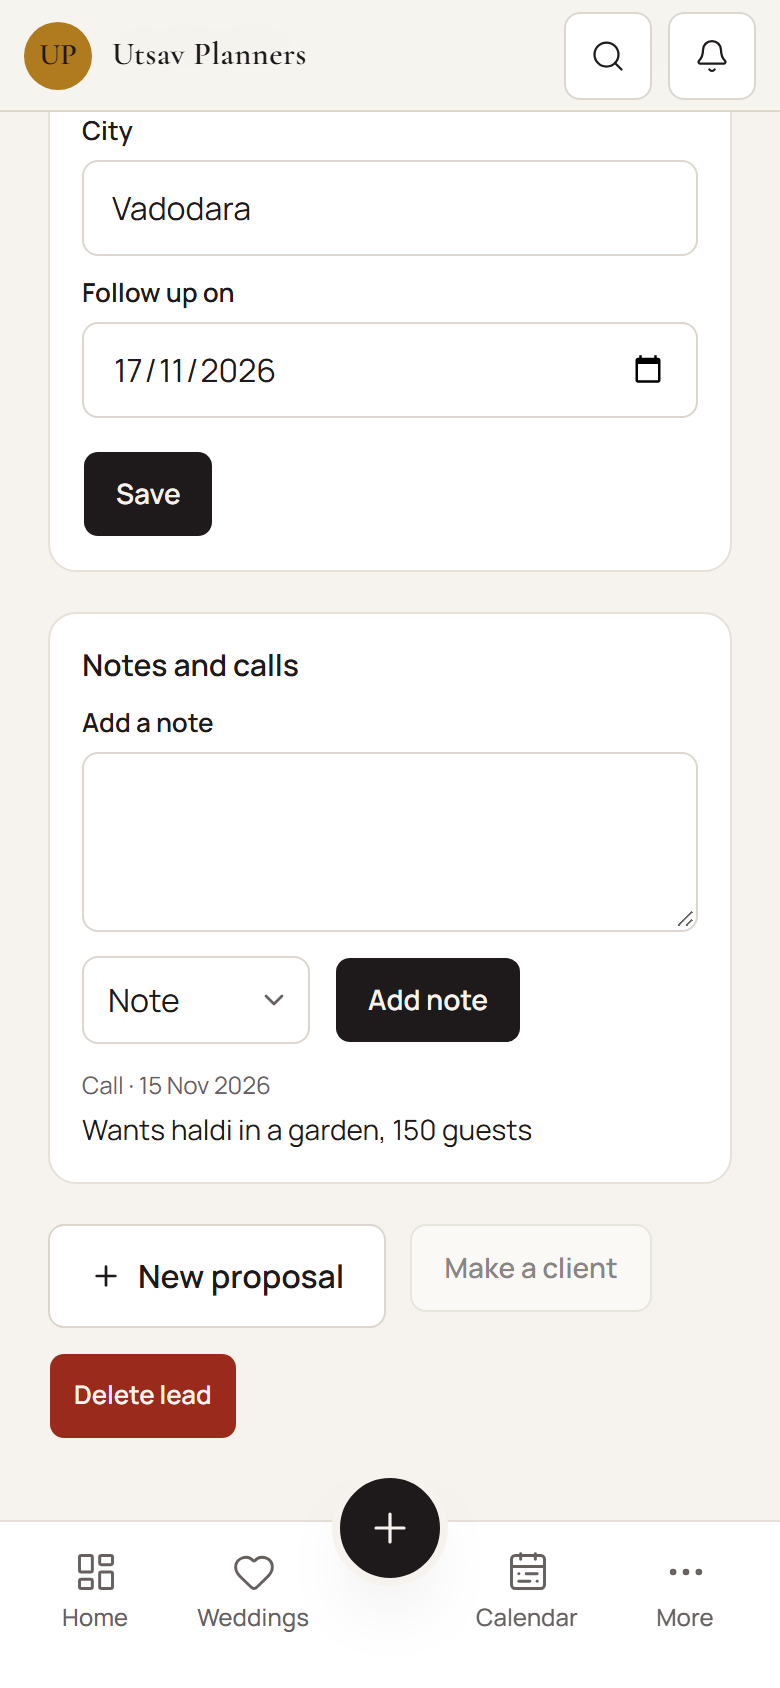 UP Utsav Planners
City
Vadodara
Follow up on
17/11/2026
Save
Notes and calls
Add a note
Note
Add note
Call · 15 Nov 2026
Wants haldi in a garden, 150 guests
New proposal
Make a client
Delete lead
Home
Weddings
Calendar
More